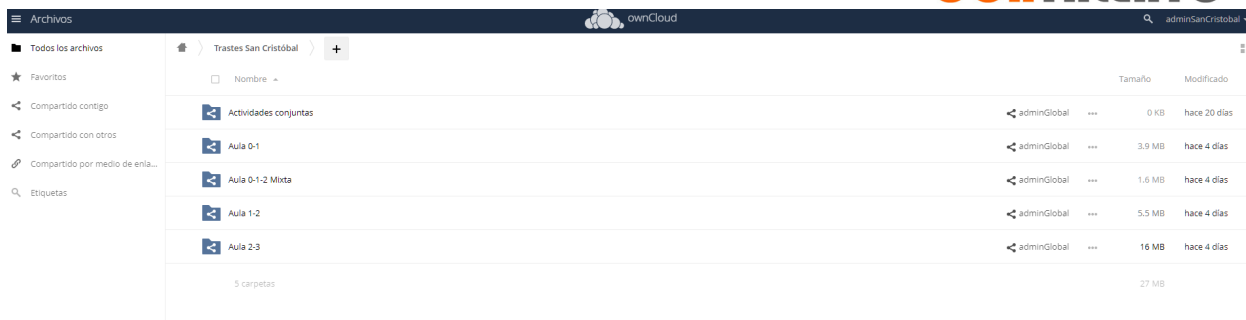 Archivos
ownCloud
adminSanCristobal
Todos los archivos
Favoritos
Compartido contigo
Compartido con otros
Compartido por medio de enla...
Etiquetas
Trastes San Cristóbal
+
Nombre Tamaño Modificado
Actividades conjuntas adminGlobal ... 0 KB hace 20 días
Aula 0-1 adminGlobal ... 3.9 MB hace 4 días
Aula 0-1-2 Mixta adminGlobal ... 1.6 MB hace 4 días
Aula 1-2 adminGlobal ... 5.5 MB hace 4 días
Aula 2-3 adminGlobal ... 16 MB hace 4 días
5 carpetas 27 MB